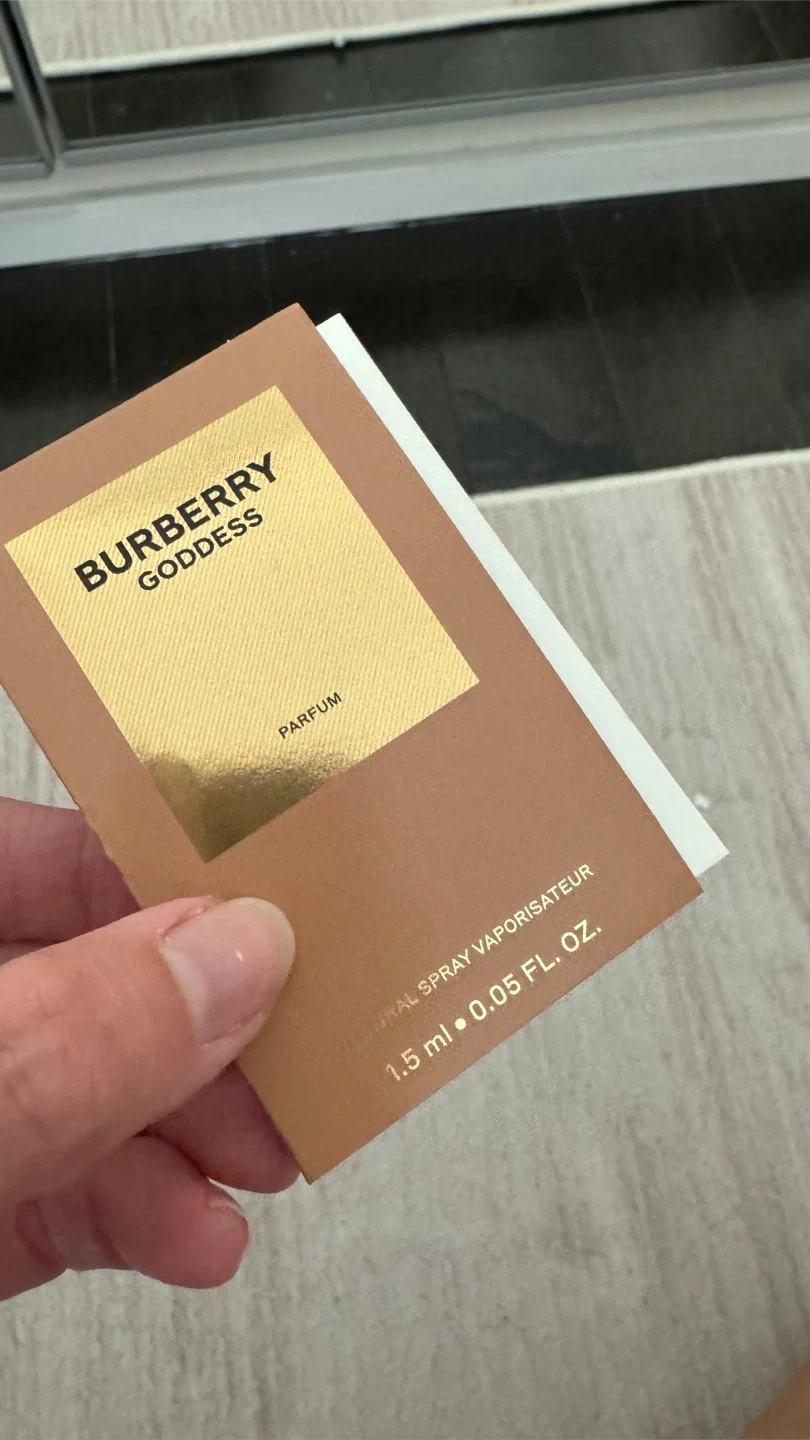 BURBERRY
GODDESS
PARFUM
SPRAY VAPORISATEUR
1.5 ml • 0.05 FL. OZ.